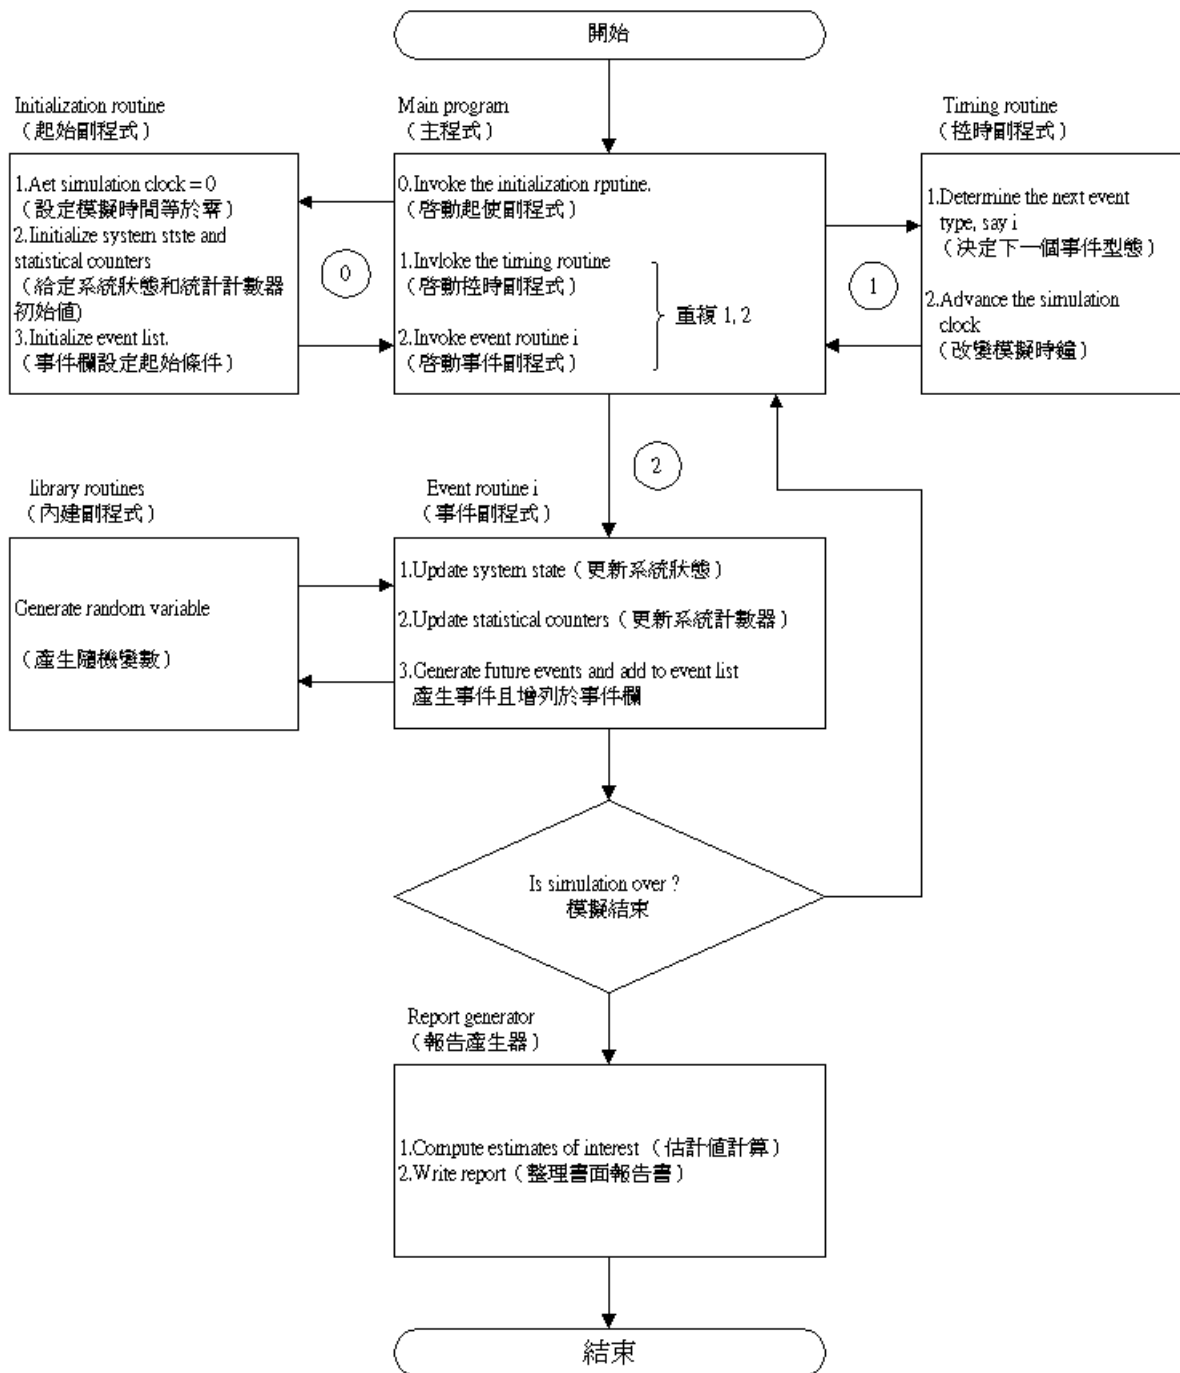 開始
Initialization routine
（起始副程式）
Main program
（主程式）
Timing routine
（控時副程式）
1.Aet simulation clock = 0
（設定模擬時間等於零）
2.Iinitialize system stste and
statistical counters
（給定系統狀態和統計計數器
初始值)
3.Initialize event list.
（事件欄設定起始條件）
0
0.Invoke the initialization rputine.
（啟動起使副程式）
1.Invloke the timing routine
（啟動控時副程式）
2.Invoke event routine i
（啟動事件副程式）
重複 1, 2
1
1.Determine the next event
type, say i
（決定下一個事件型態）
2.Advance the simulation
clock
（改變模擬時鐘）
2
library routines
（內建副程式）
Event routine i
（事件副程式）
Generate random variable
（產生隨機變數）
1.Update system state（更新系統狀態）
2.Update statistical counters（更新系統計數器）
3.Generate future events and add to event list
產生事件且增列於事件欄
Is simulation over ?
模擬結束
Report generator
（報告產生器）
1.Compute estimates of interest （估計值計算）
2.Write report（整理書面報告書）
結束